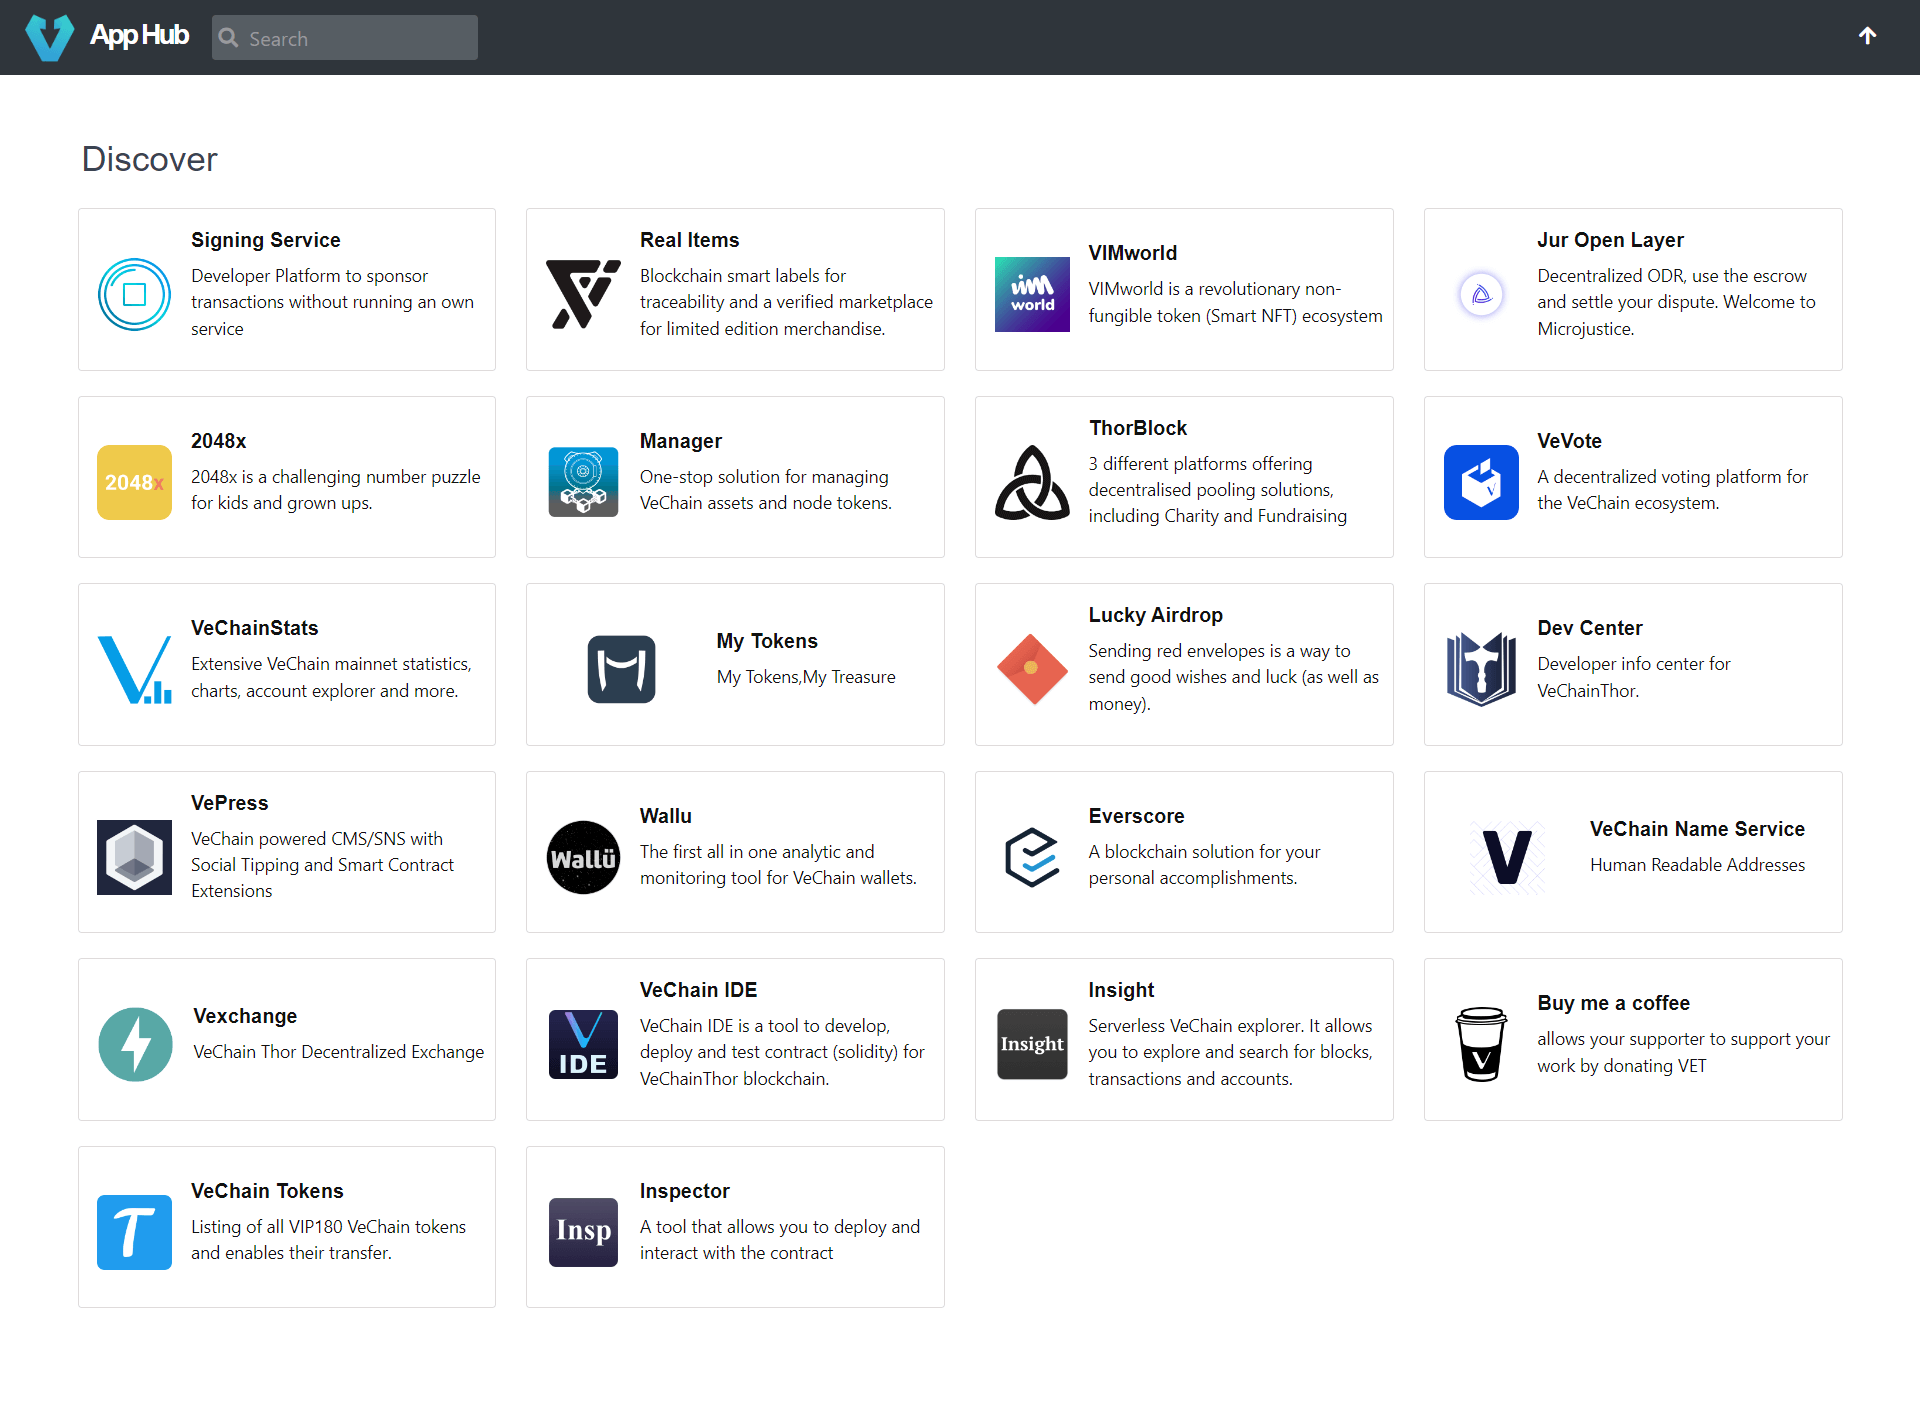 App Hub
Search
Discover
Signing Service
Developer Platform to sponsor
transactions without running an own
service
Real Items
Blockchain smart labels for
traceability and a verified marketplace
for limited edition merchandise.
vim
world
VIMworld
VIMworld is a revolutionary non-
fungible token (Smart NFT) ecosystem
Jur Open Layer
Decentralized ODR, use the escrow
and settle your dispute. Welcome to
Microjustice.
2048x
2048x
2048x is a challenging number puzzle
for kids and grown ups.
Manager
One-stop solution for managing
VeChain assets and node tokens.
ThorBlock
3 different platforms offering
decentralised pooling solutions,
including Charity and Fundraising
VeVote
A decentralized voting platform for
the VeChain ecosystem.
VeChainStats
Extensive VeChain mainnet statistics,
charts, account explorer and more.
My Tokens
My Tokens,My Treasure
Lucky Airdrop
Sending red envelopes is a way to
send good wishes and luck (as well as
money).
Dev Center
Developer info center for
VeChainThor.
VePress
VeChain powered CMS/SNS with
Social Tipping and Smart Contract
Extensions
Wallü
Wallu
The first all in one analytic and
monitoring tool for VeChain wallets.
Everscore
A blockchain solution for your
personal accomplishments.
V
VeChain Name Service
Human Readable Addresses
Vexchange
VeChain Thor Decentralized Exchange
IDE
VeChain IDE
VeChain IDE is a tool to develop,
deploy and test contract (solidity) for
VeChainThor blockchain.
Insight
Insight
Serverless VeChain explorer. It allows
you to explore and search for blocks,
transactions and accounts.
Buy me a coffee
allows your supporter to support your
work by donating VET
T
VeChain Tokens
Listing of all VIP180 VeChain tokens
and enables their transfer.
Insp
Inspector
A tool that allows you to deploy and
interact with the contract